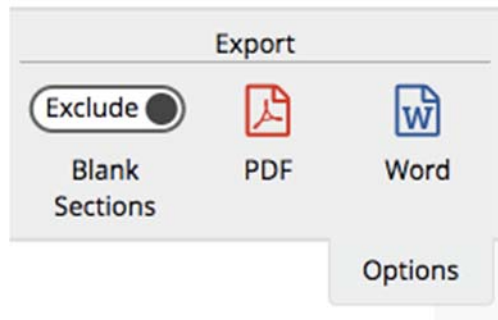 Export
Exclude
Blank
Sections
PDF
W
Word
Options